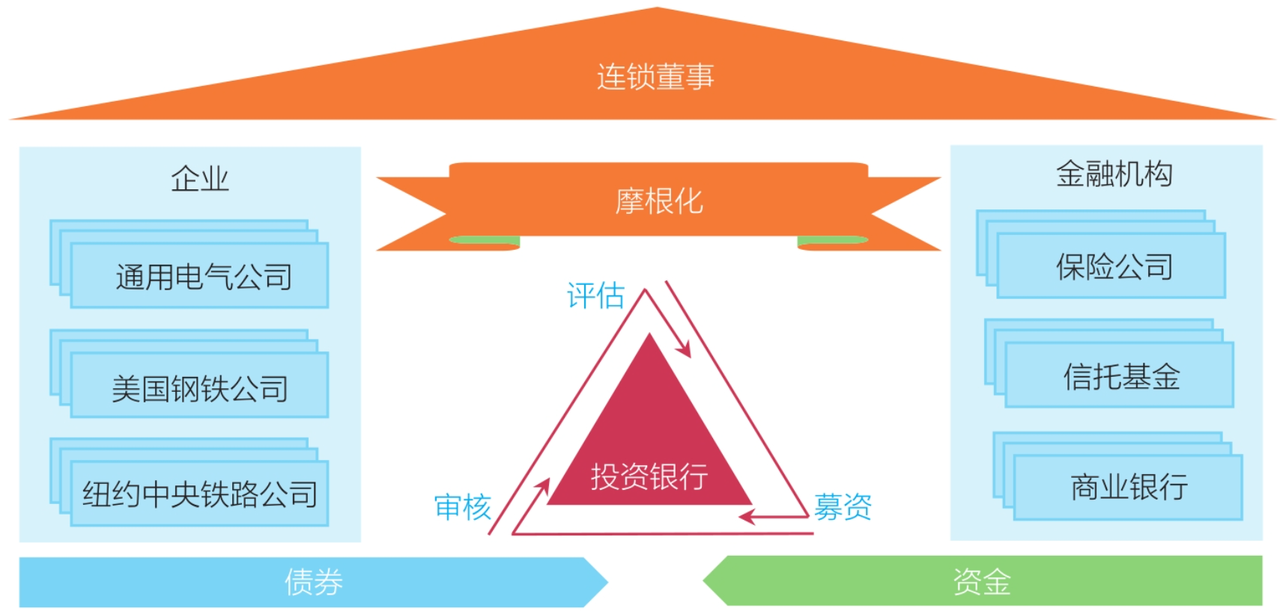 连锁董事
企业
通用电气公司
美国钢铁公司
纽约中央铁路公司
摩根化
评估
投资银行
审核
募资
金融机构
保险公司
信托基金
商业银行
债券
资金